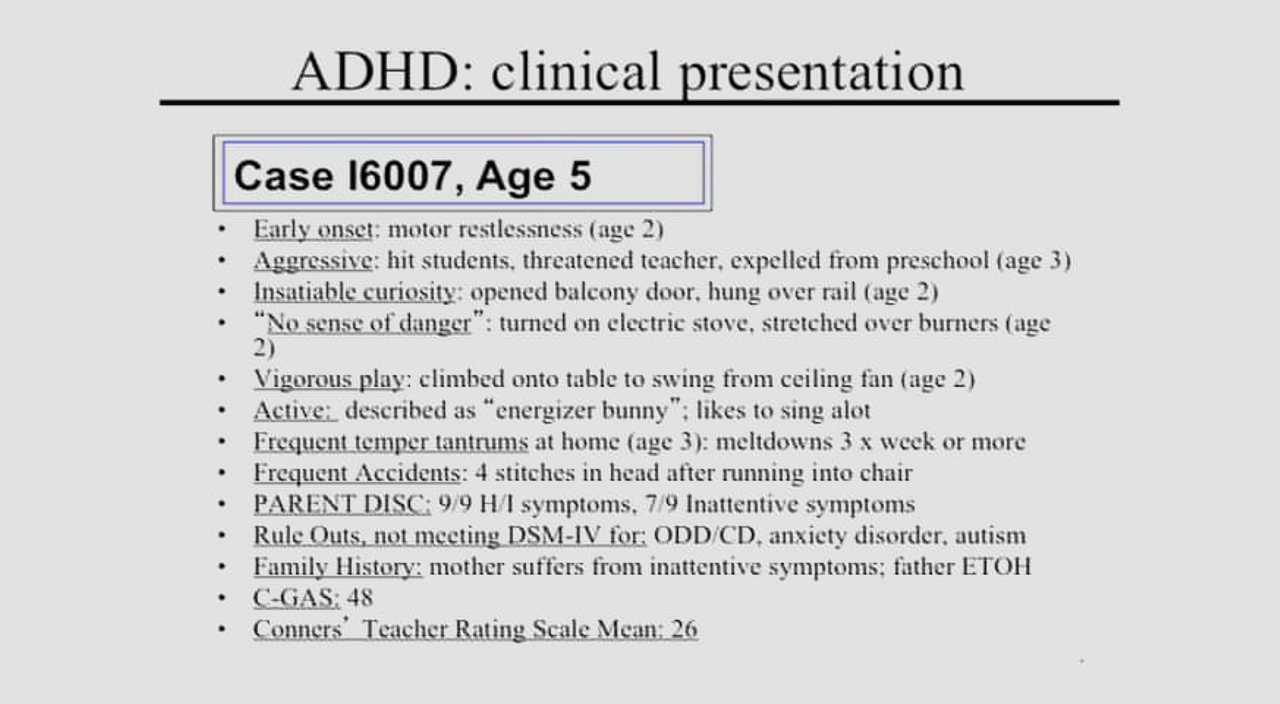 ADHD: clinical presentation
Case I6007, Age 5
• Early onset: motor restlessness (age 2)
• Aggressive: hit students, threatened teacher, expelled from preschool (age 3)
• Insatiable curiosity: opened balcony door, hung over rail (age 2)
• “No sense of danger”: turned on electric stove, stretched over burners (age
2)
• Vigorous play: climbed onto table to swing from ceiling fan (age 2)
• Active: described as “energizer bunny”; likes to sing alot
• Frequent temper tantrums at home (age 3): meltdowns 3 x week or more
• Frequent Accidents: 4 stitches in head after running into chair
• PARENT DISC: 9/9 H/I symptoms, 7/9 Inattentive symptoms
• Rule Outs, not meeting DSM-IV for: ODD/CD, anxiety disorder, autism
• Family History: mother suffers from inattentive symptoms; father ETOH
• C-GAS: 48
• Conners’ Teacher Rating Scale Mean: 26